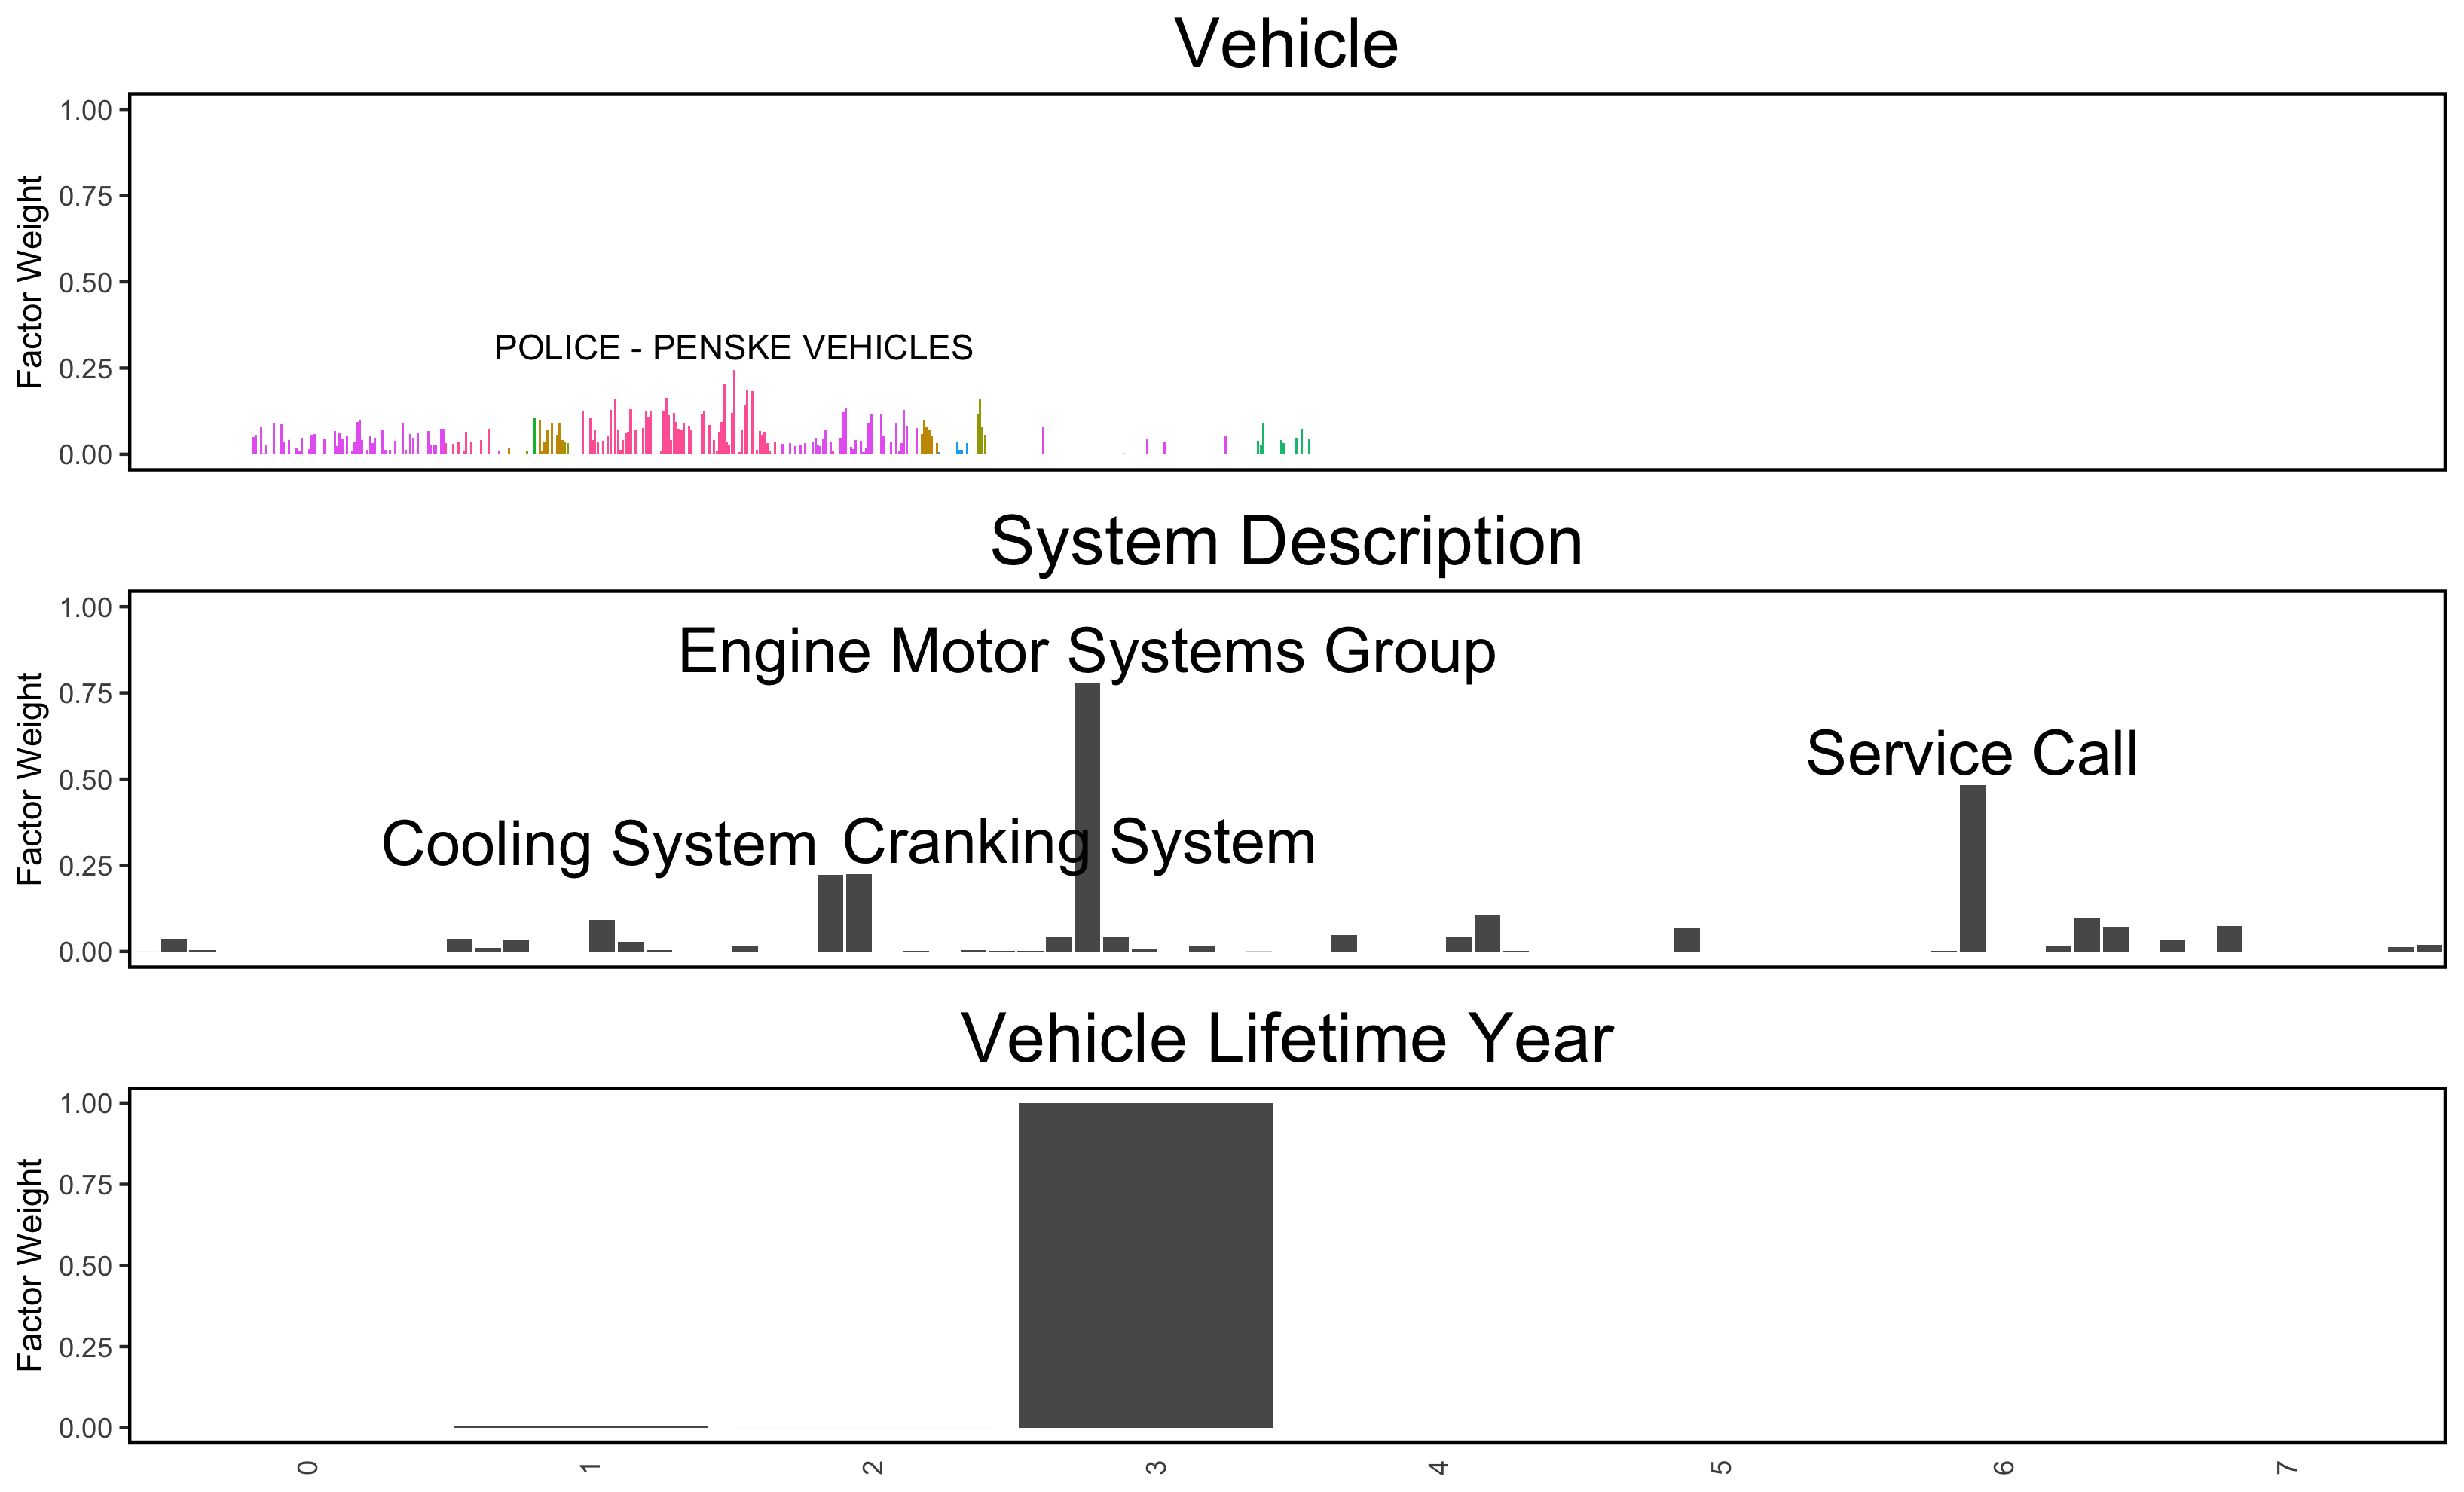 Vehicle
Factor Weight
1.00
0.75
0.50
0.25
0.00
POLICE - PENSKE VEHICLES
System Description
Factor Weight
1.00
0.75
0.50
0.25
0.00
Engine Motor Systems Group
Service Call
Cooling System
Cranking System
Vehicle Lifetime Year
Factor Weight
1.00
0.75
0.50
0.25
0.00
0
1
2
3
4
5
6
7